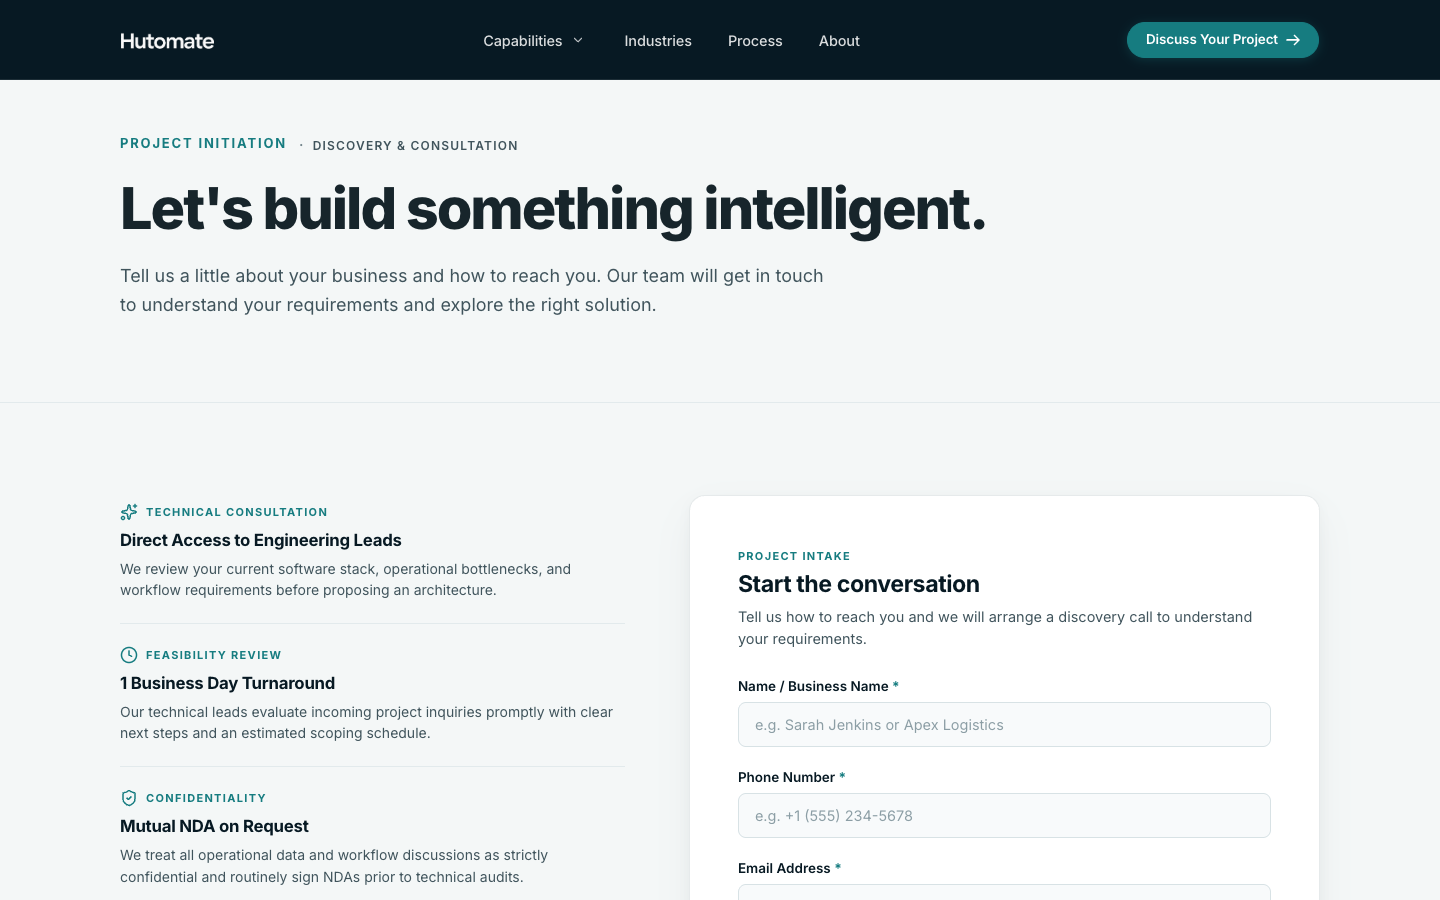 Hutomate
Capabilities
Industries
Process
About
Discuss Your Project →
PROJECT INITIATION · DISCOVERY & CONSULTATION
Let's build something intelligent.
Tell us a little about your business and how to reach you. Our team will get in touch
to understand your requirements and explore the right solution.
TECHNICAL CONSULTATION
Direct Access to Engineering Leads
We review your current software stack, operational bottlenecks, and
workflow requirements before proposing an architecture.
FEASIBILITY REVIEW
1 Business Day Turnaround
Our technical leads evaluate incoming project inquiries promptly with clear
next steps and an estimated scoping schedule.
CONFIDENTIALITY
Mutual NDA on Request
We treat all operational data and workflow discussions as strictly
confidential and routinely sign NDAs prior to technical audits.
PROJECT INTAKE
Start the conversation
Tell us how to reach you and we will arrange a discovery call to understand
your requirements.
Name / Business Name *
e.g. Sarah Jenkins or Apex Logistics
Phone Number *
e.g. +1 (555) 234-5678
Email Address *